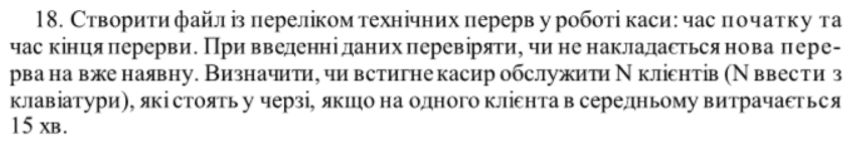 18. Створити файл із переліком технічних перерв у роботі каси: час початку та
час кінця перерви. При введенні даних перевіряти, чи не накладається нова пере-
рва на вже наявну. Визначити, чи встигне касир обслужити N клієнтів (N ввести з
клавіатури), які стоять у черзі, якщо на одного клієнта в середньому витрачається
15 хв.